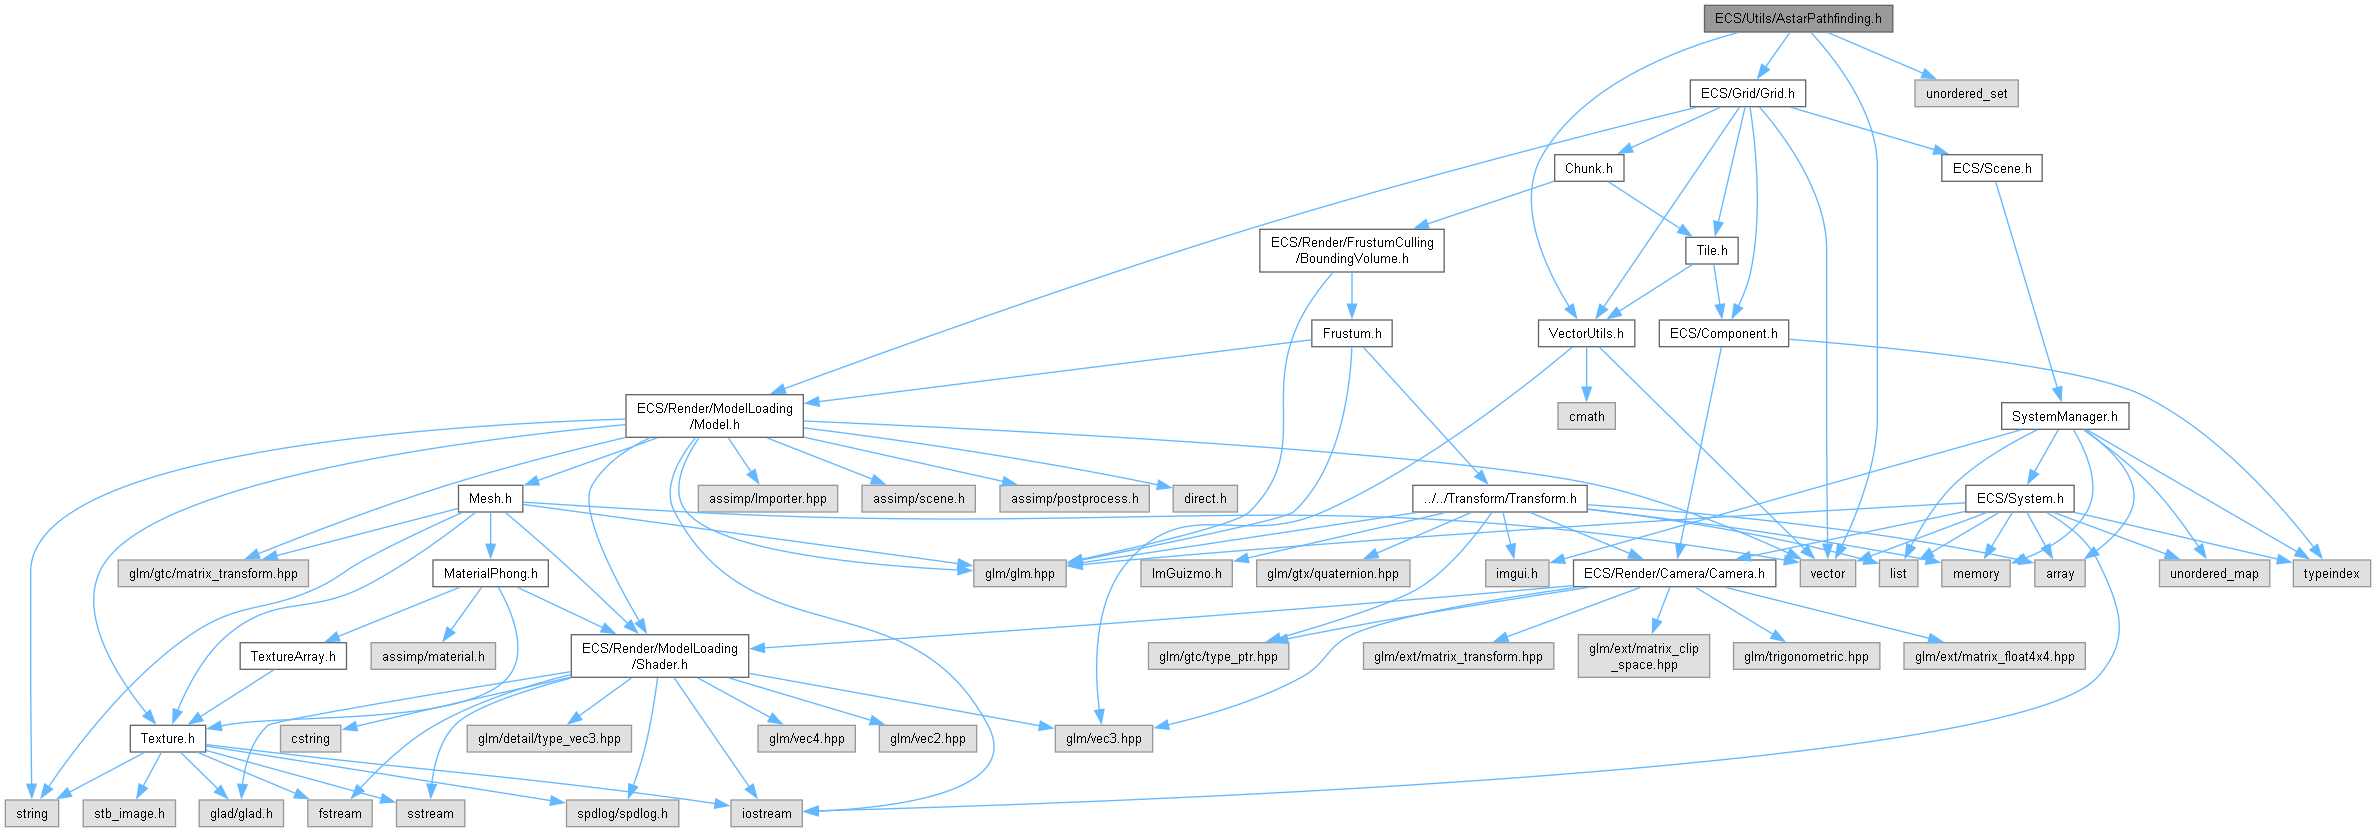 ECS/Utils/AstarPathfinding.h
ECS/Grid/Grid.h
unordered_set
Chunk.h
ECS/Scene.h
ECS/Render/FrustumCulling
/BoundingVolume.h
Tile.h
Frustum.h
VectorUtils.h
ECS/Component.h
ECS/Render/ModelLoading
/Model.h
cmath
SystemManager.h
Mesh.h
assimp/Importer.hpp
assimp/scene.h
assimp/postprocess.h
direct.h
../../Transform/Transform.h
ECS/System.h
glm/gtc/matrix_transform.hpp
MaterialPhong.h
glm/glm.hpp
ImGuizmo.h
glm/gtx/quaternion.hpp
imgui.h
ECS/Render/Camera/Camera.h
vector
list
memory
array
unordered_map
typeindex
TextureArray.h
assimp/material.h
ECS/Render/ModelLoading
/Shader.h
glm/gtc/type_ptr.hpp
glm/ext/matrix_transform.hpp
glm/ext/matrix_clip
_space.hpp
glm/trigonometric.hpp
glm/ext/matrix_float4x4.hpp
Texture.h
cstring
glm/detail/type_vec3.hpp
glm/vec4.hpp
glm/vec2.hpp
glm/vec3.hpp
string
stb_image.h
glad/glad.h
fstream
sstream
spdlog/spdlog.h
iostream